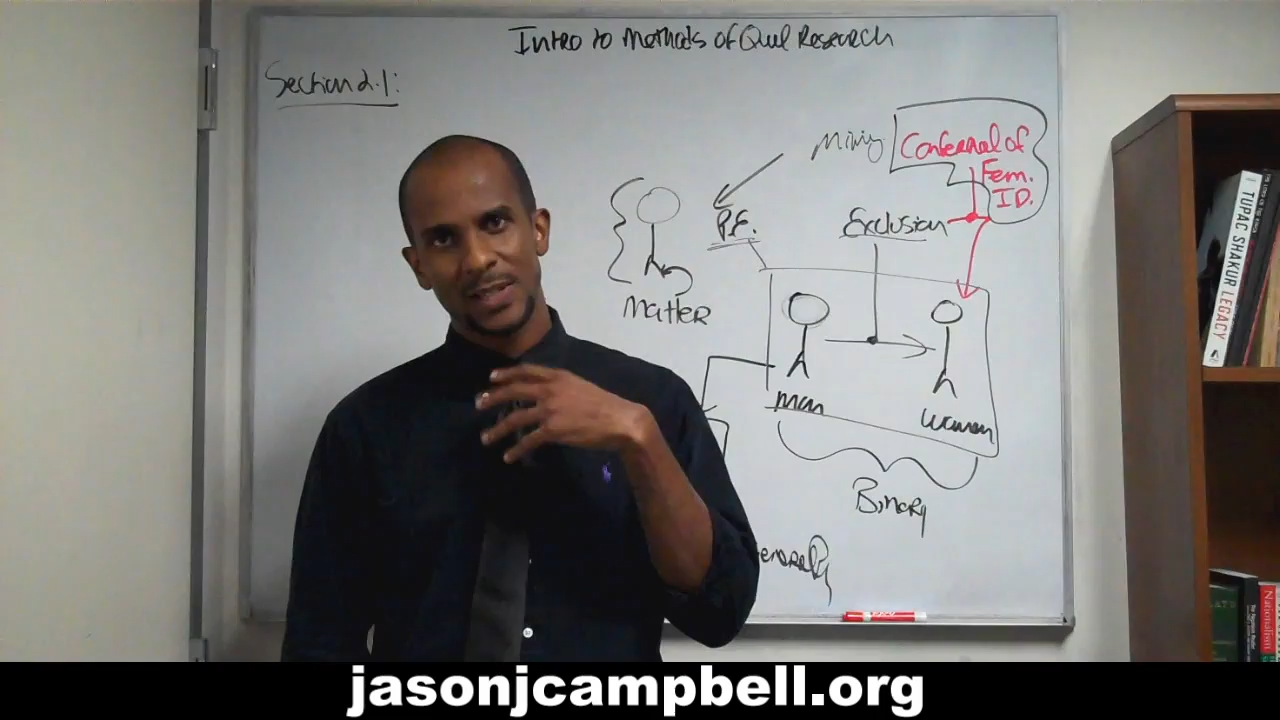 Intro to Methods of Qual Research
Section 2.1:
Conferral of
Fem.
ID.
P.E.
Exclusion
Matter
man
woman
Binary
TUPAC SHAKUR LEGACY
Nationalism
jasonjcampbell.org